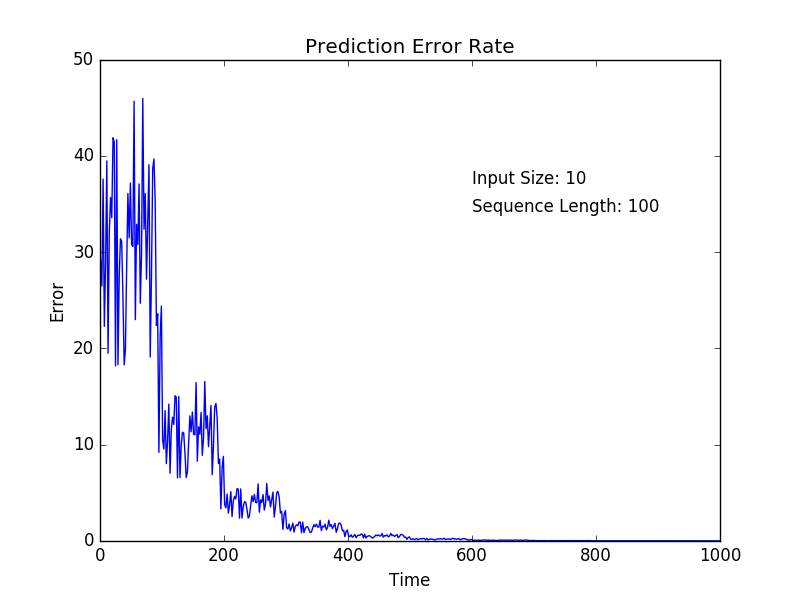 Prediction Error Rate
50
40
30
20
10
0
Error
Input Size: 10
Sequence Length: 100
0 200 400 600 800 1000
Time